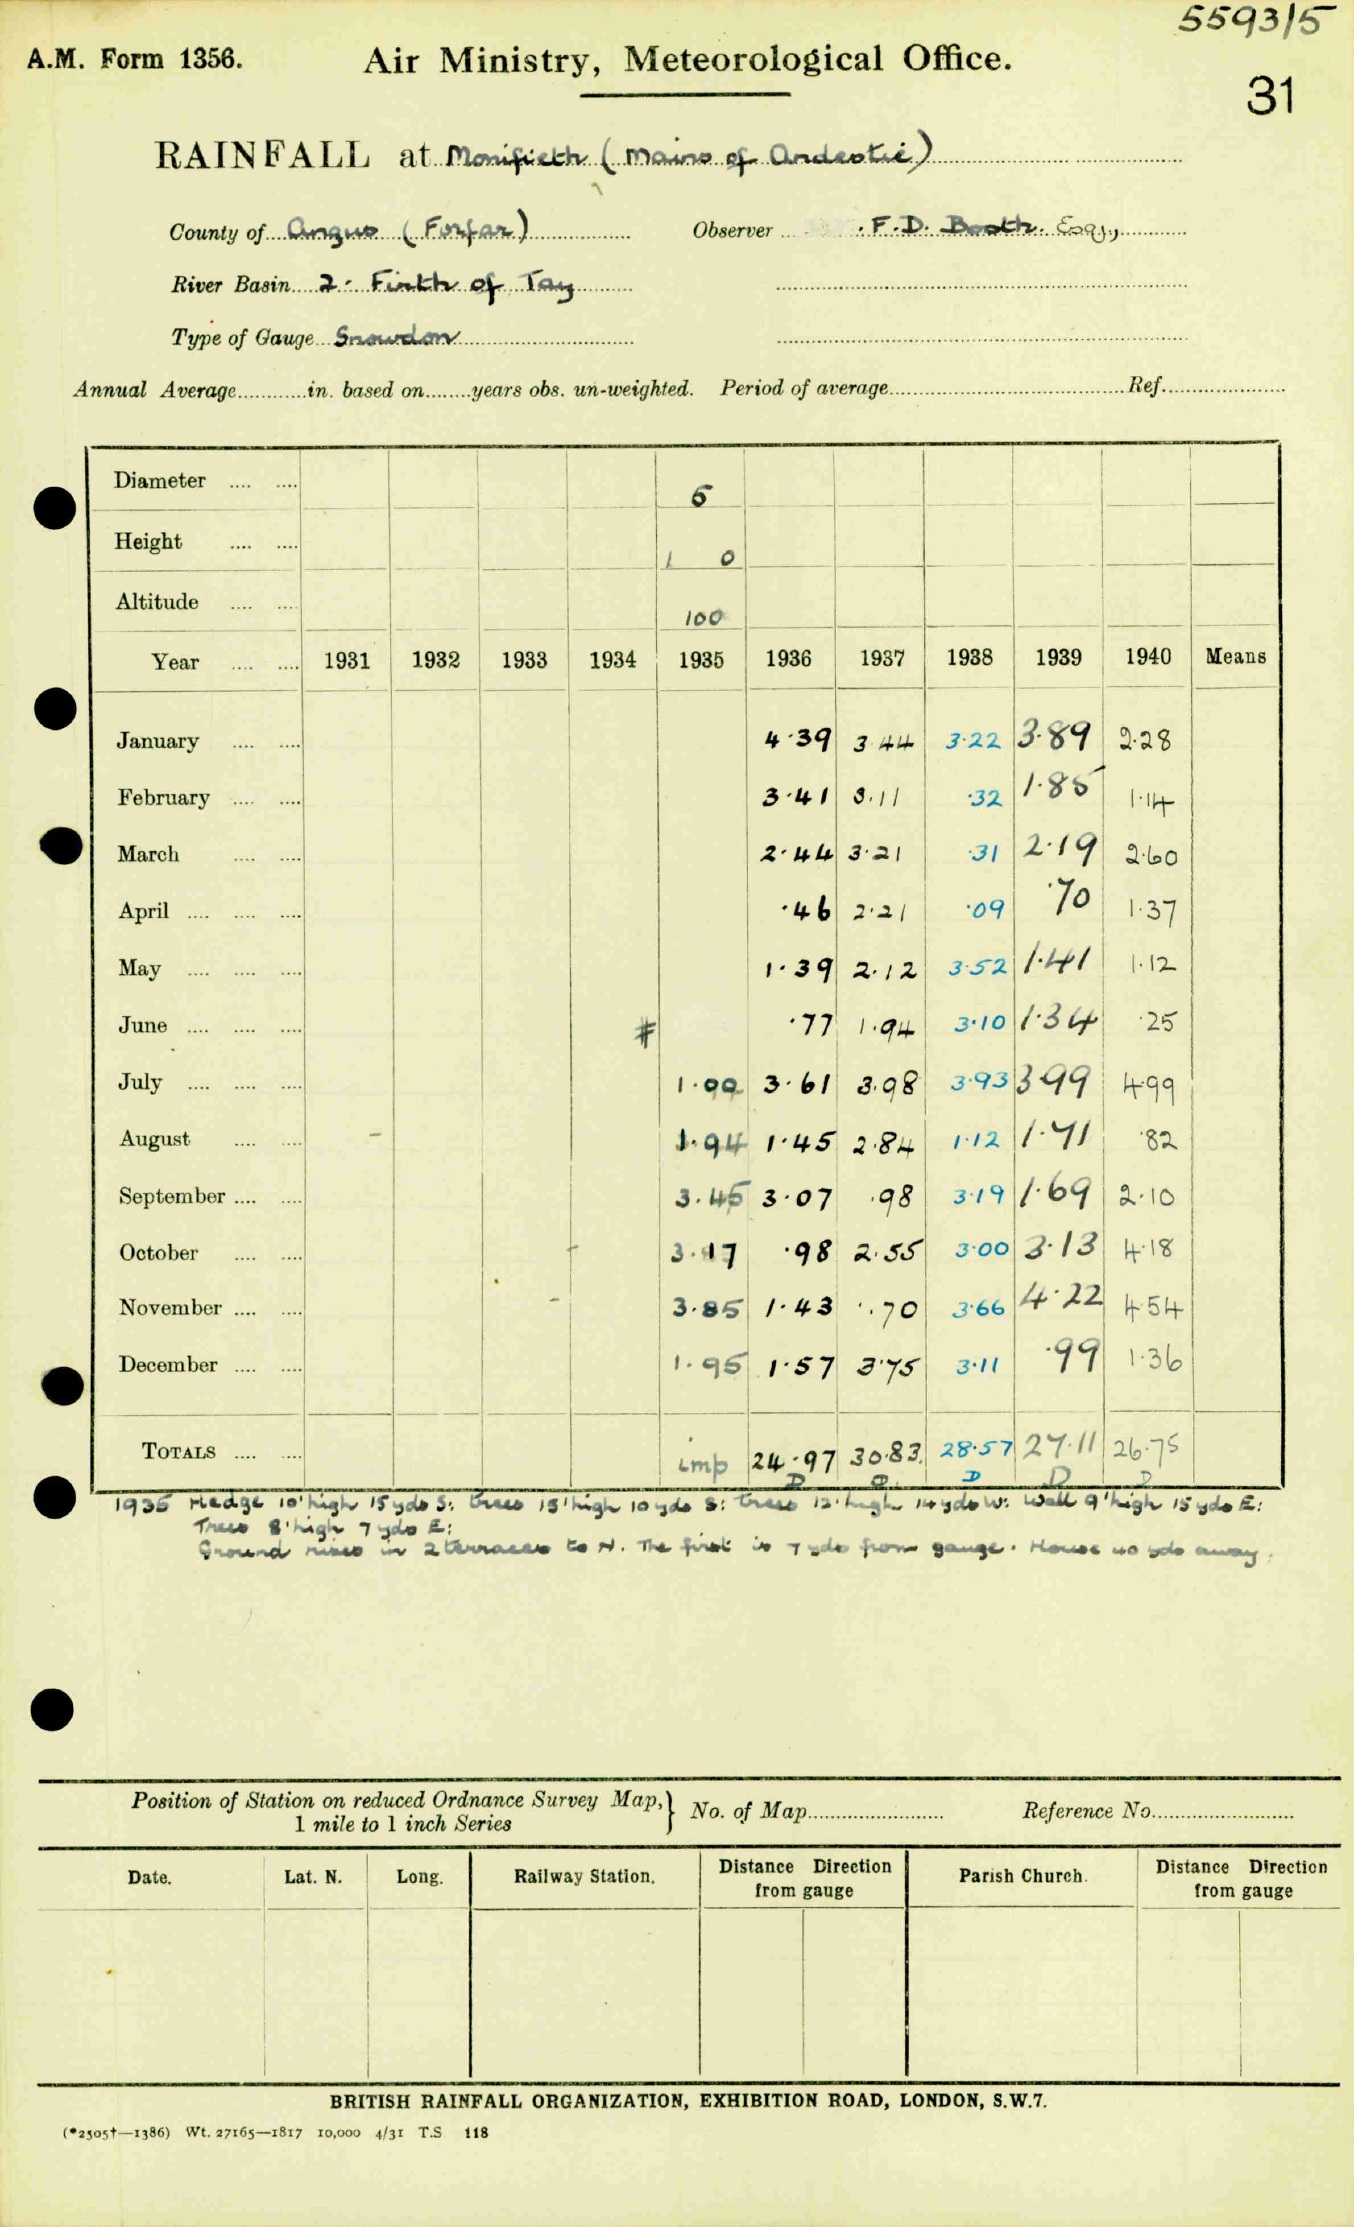 5593/5
A.M. Form 1356. Air Ministry, Meteorological Office.
31
RAINFALL at Monifieth (Mains of Ardestie)
County of Angus (Forfar) Observer F.D. Booth. Esq.,
River Basin 2. Firth of Tay
Type of Gauge Snowdon
Annual Average............in. based on........years obs. un-weighted. Period of average........................................Ref.....................
Diameter .... .... 5
Height .... .... 1 0
Altitude .... .... 100
Year .... .... 1931 1932 1933 1934 1935 1936 1937 1938 1939 1940 Means
January .... .... 4.39 3.44 3.22 3.89 2.28
February .... .... 3.41 3.11 .32 1.85 1.14
March .... .... 2.44 3.21 .31 2.19 2.60
April .... .... .... .46 2.21 .09 .70 1.37
May .... .... .... 1.39 2.12 3.52 1.41 1.12
June .... .... .... # .77 1.94 3.10 1.34 .25
July .... .... .... 1.00 3.61 3.98 3.93 3.99 4.99
August .... .... 1.94 1.45 2.84 1.12 1.71 .82
September .... .... 3.45 3.07 .98 3.19 1.69 2.10
October .... .... 3.17 .98 2.55 3.00 3.13 4.18
November .... .... 3.85 1.43 .70 3.66 4.22 4.54
December .... .... 1.95 1.57 3.75 3.11 .99 1.36
TOTALS .... .... imp 24.97 30.83 28.57 27.11 26.75
D D D D D
1935 Hedge 10' high 15 yds S: trees 15' high 10 yds S: trees 12' high 14 yds W: Wall 9' high 15 yds E:
Trees 8' high 7 yds E:
Ground rises in 2 terraces to N. The first is 7 yds from gauge. House 40 yds away.
Position of Station on reduced Ordnance Survey Map, } No. of Map........................ Reference No.........................
1 mile to 1 inch Series
Date. Lat. N. Long. Railway Station. Distance Direction from gauge Parish Church. Distance Direction from gauge
BRITISH RAINFALL ORGANIZATION, EXHIBITION ROAD, LONDON, S.W.7.
(*2505†—1386) Wt. 27165—1817 10,000 4/31 T.S 118